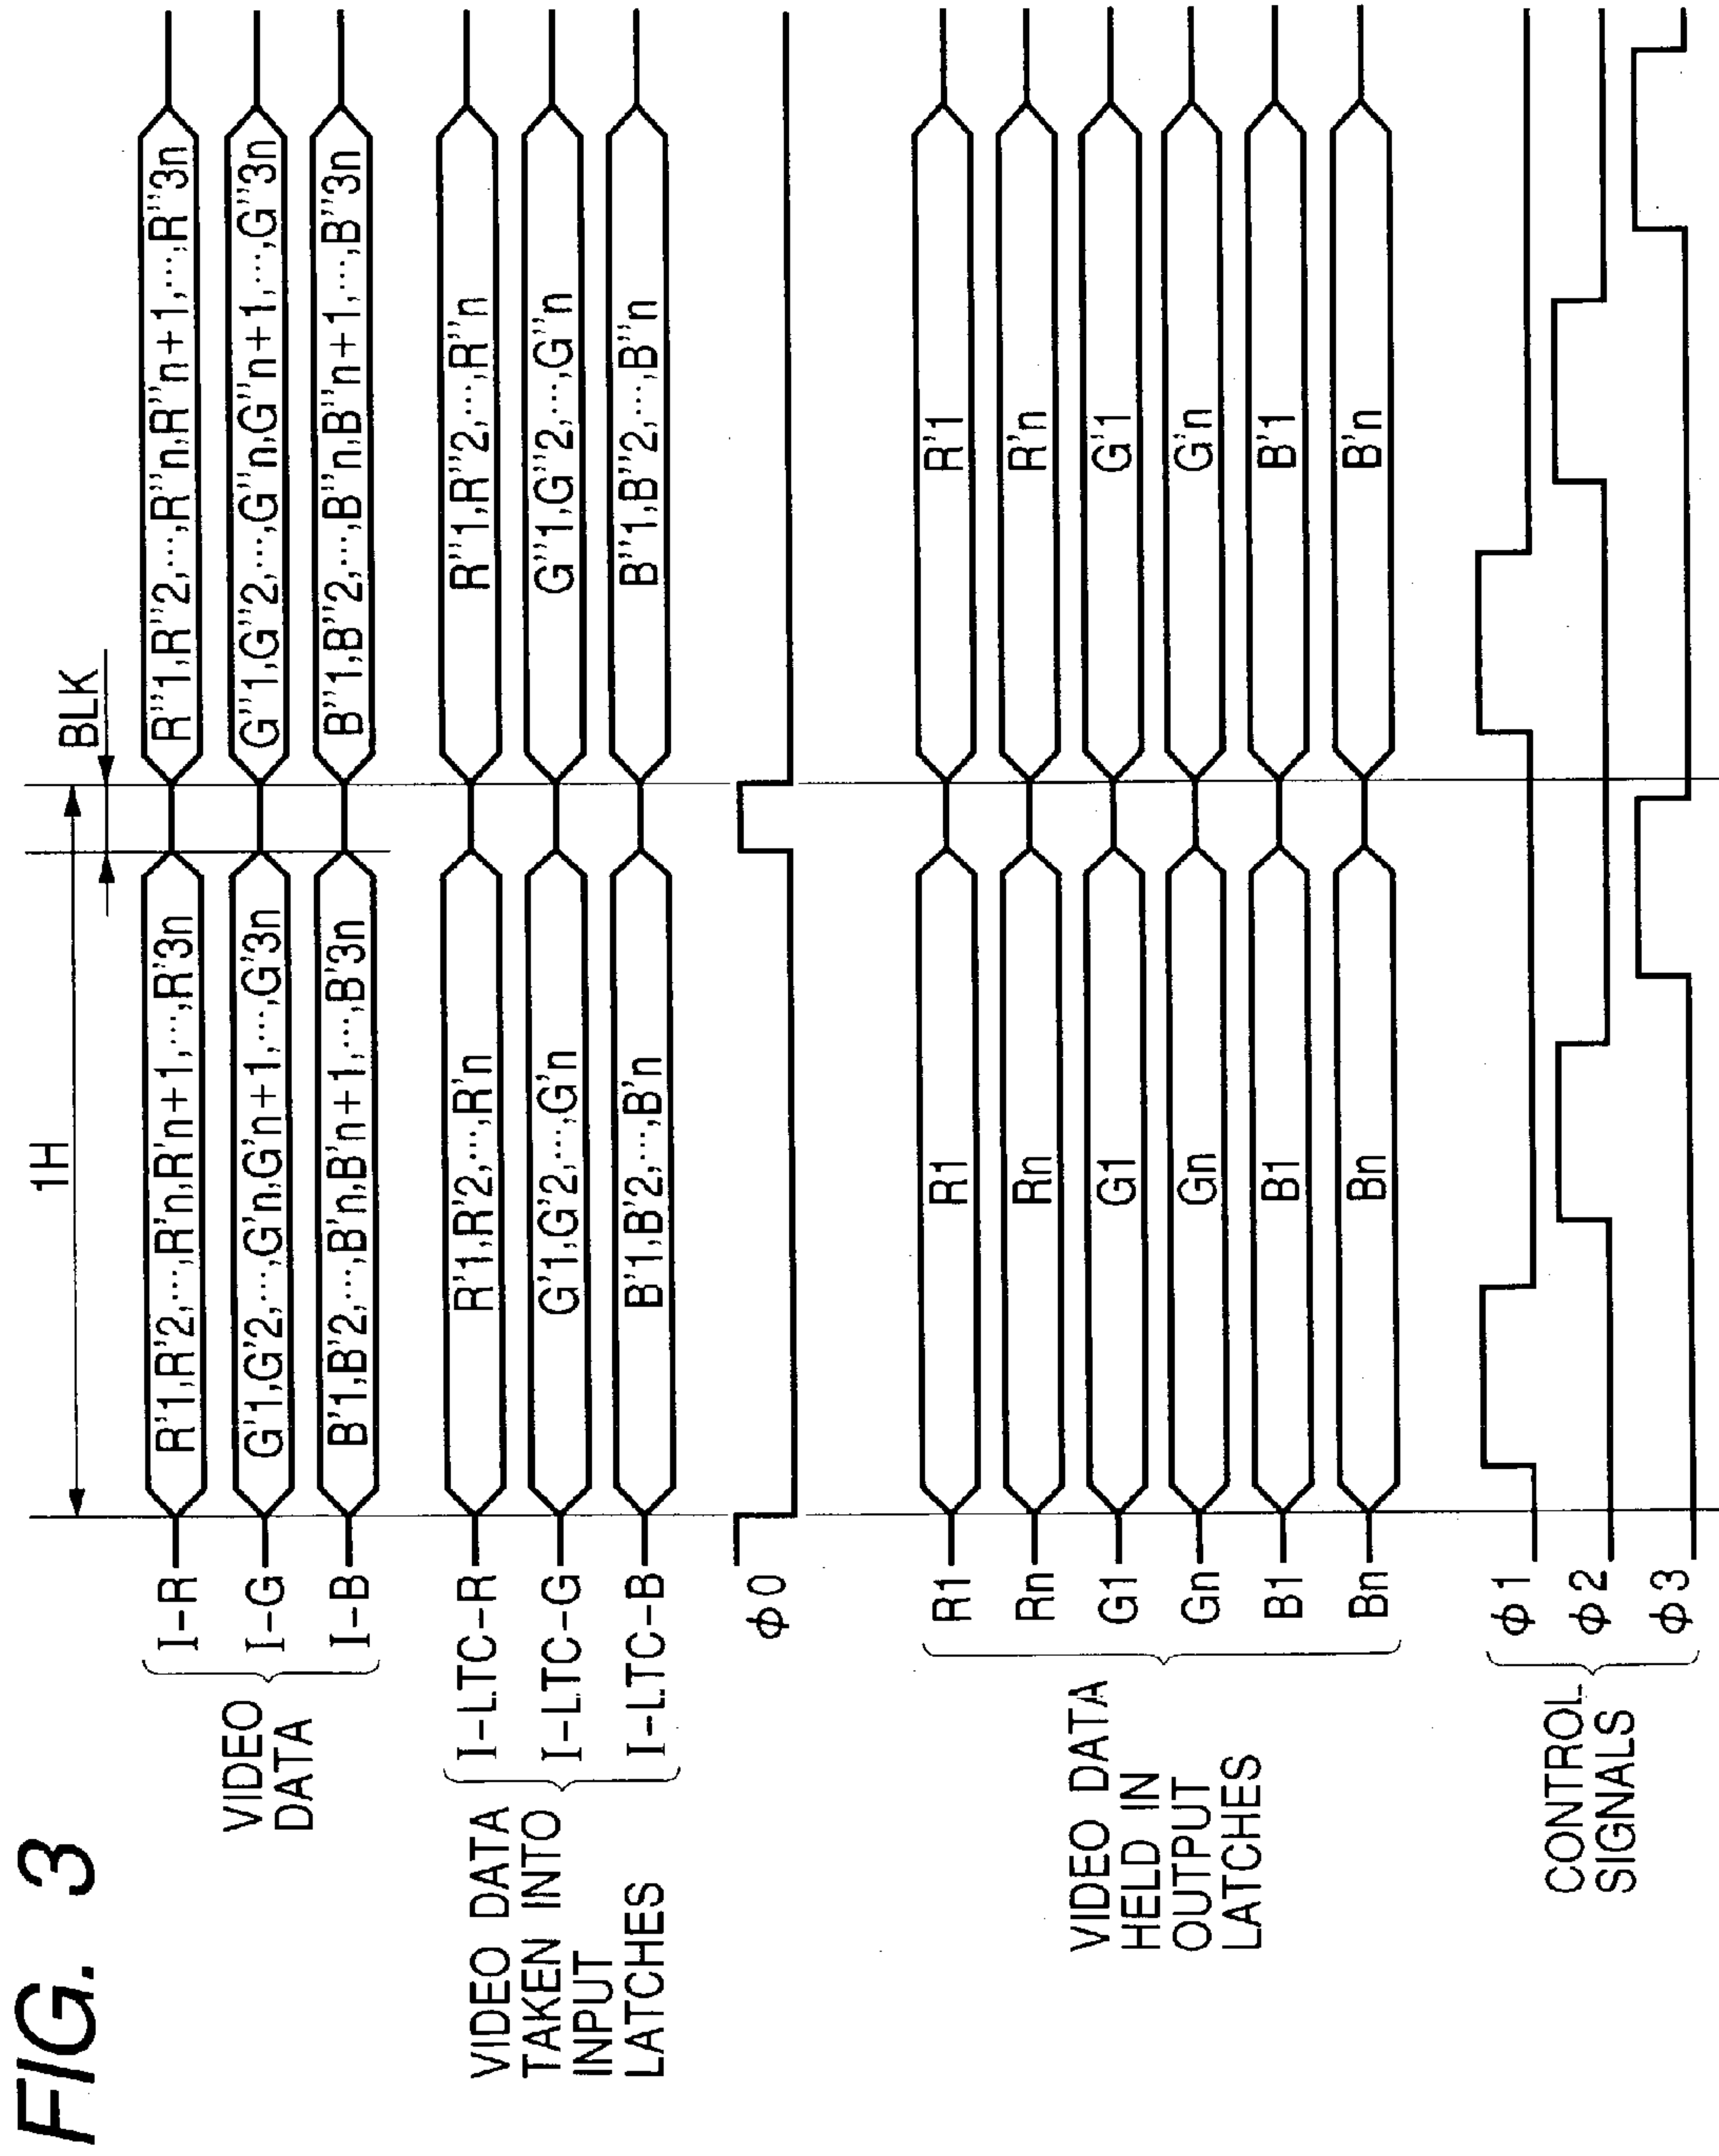 FIG. 3
1H
BLK
VIDEO
DATA
I-R
R'1,R'2,...,R'n,R'n+1,...,R'3n
R''1,R''2,...,R''n,R''n+1,...,R''3n
I-G
G'1,G'2,...,G'n,G'n+1,...,G'3n
G''1,G''2,...,G''n,G''n+1,...,G''3n
I-B
B'1,B'2,...,B'n,B'n+1,...,B'3n
B''1,B''2,...,B''n,B''n+1,...,B''3n
VIDEO DATA
TAKEN INTO
INPUT
LATCHES
I-LTC-R
R'1,R'2,...,R'n
R''1,R''2,...,R''n
I-LTC-G
G'1,G'2,...,G'n
G''1,G''2,...,G''n
I-LTC-B
B'1,B'2,...,B'n
B''1,B''2,...,B''n
ϕ0
VIDEO DATA
HELD IN
OUTPUT
LATCHES
R1
R1
R'1
Rn
Rn
R'n
G1
G1
G'1
Gn
Gn
G'n
B1
B1
B'1
Bn
Bn
B'n
CONTROL
SIGNALS
ϕ1
ϕ2
ϕ3